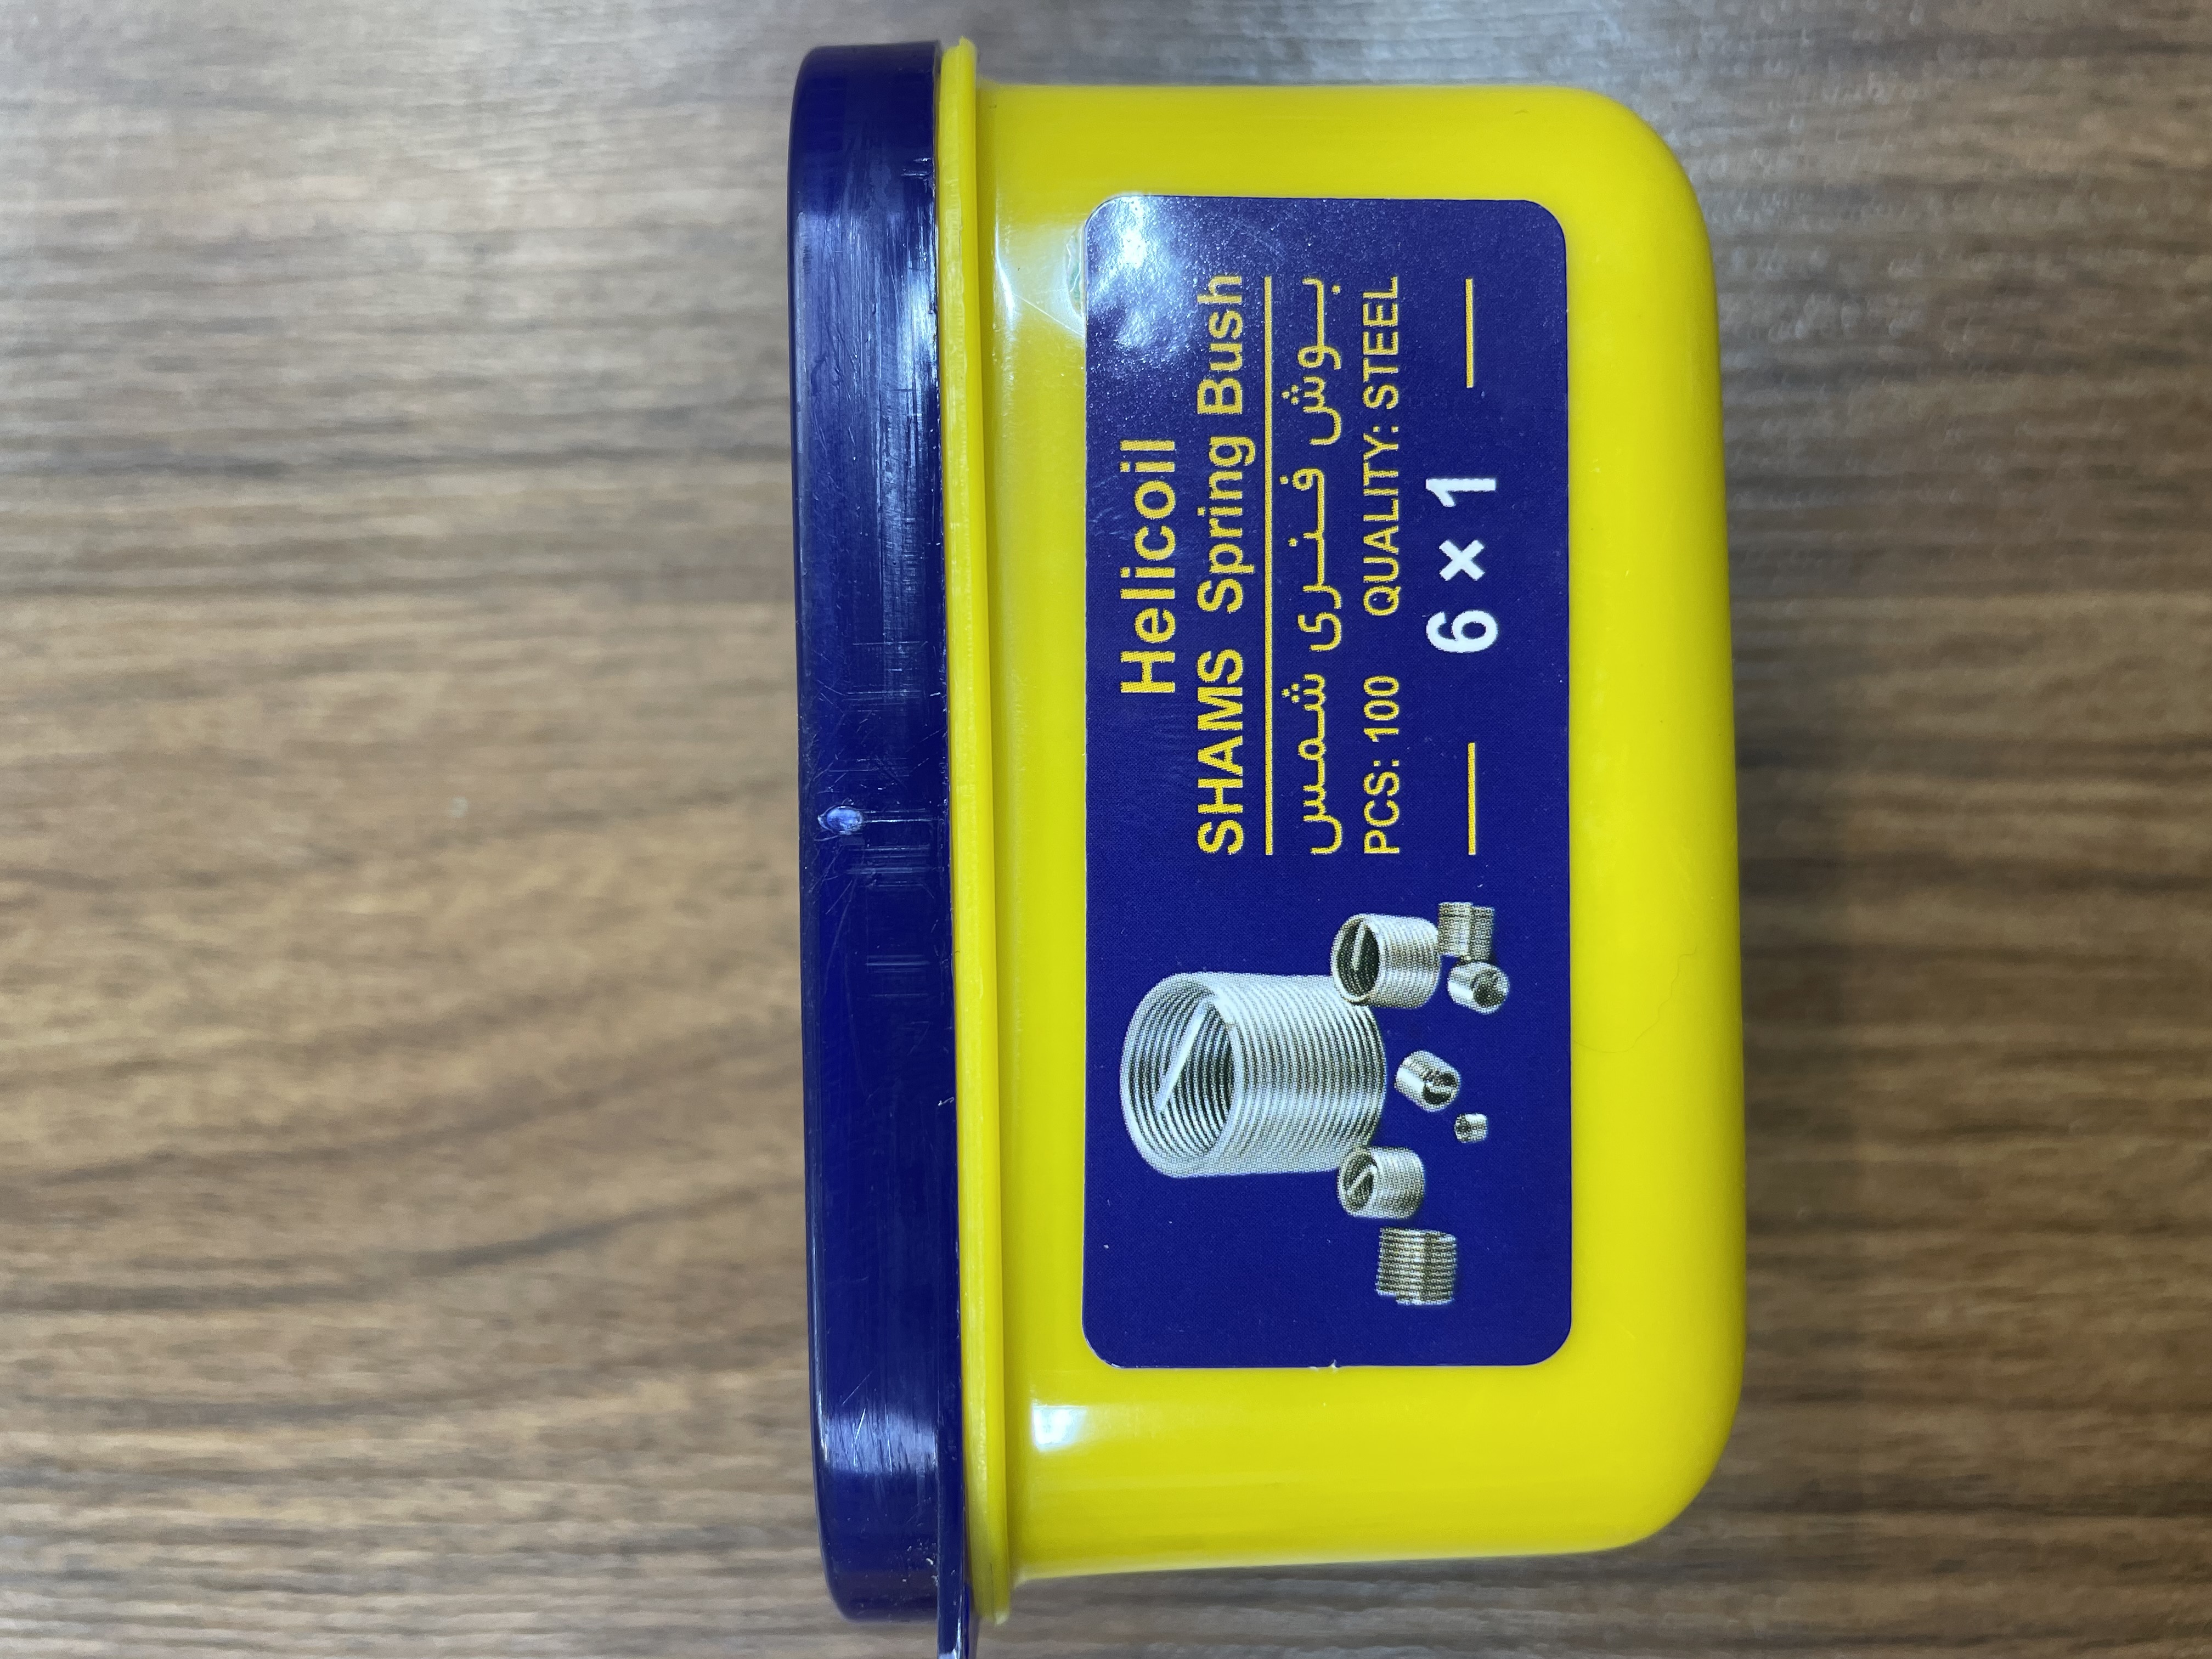 Helicoil
SHAMS Spring Bush
بوش فنری شمس
PCS: 100 QUALITY: STEEL
6 × 1